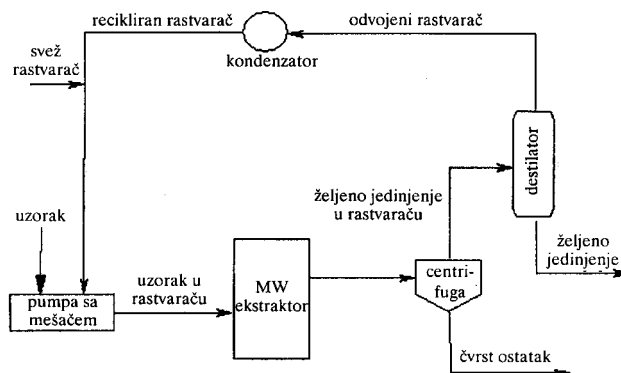 recikliran rastvarač
odvojeni rastvarač
svež
rastvarač
kondenzator
destilator
željeno jedinjenje
u rastvaraču
uzorak
željeno
jedinjenje
uzorak u
rastvaraču
MW
ekstraktor
centri-
fuga
pumpa sa
mešačem
čvrst ostatak